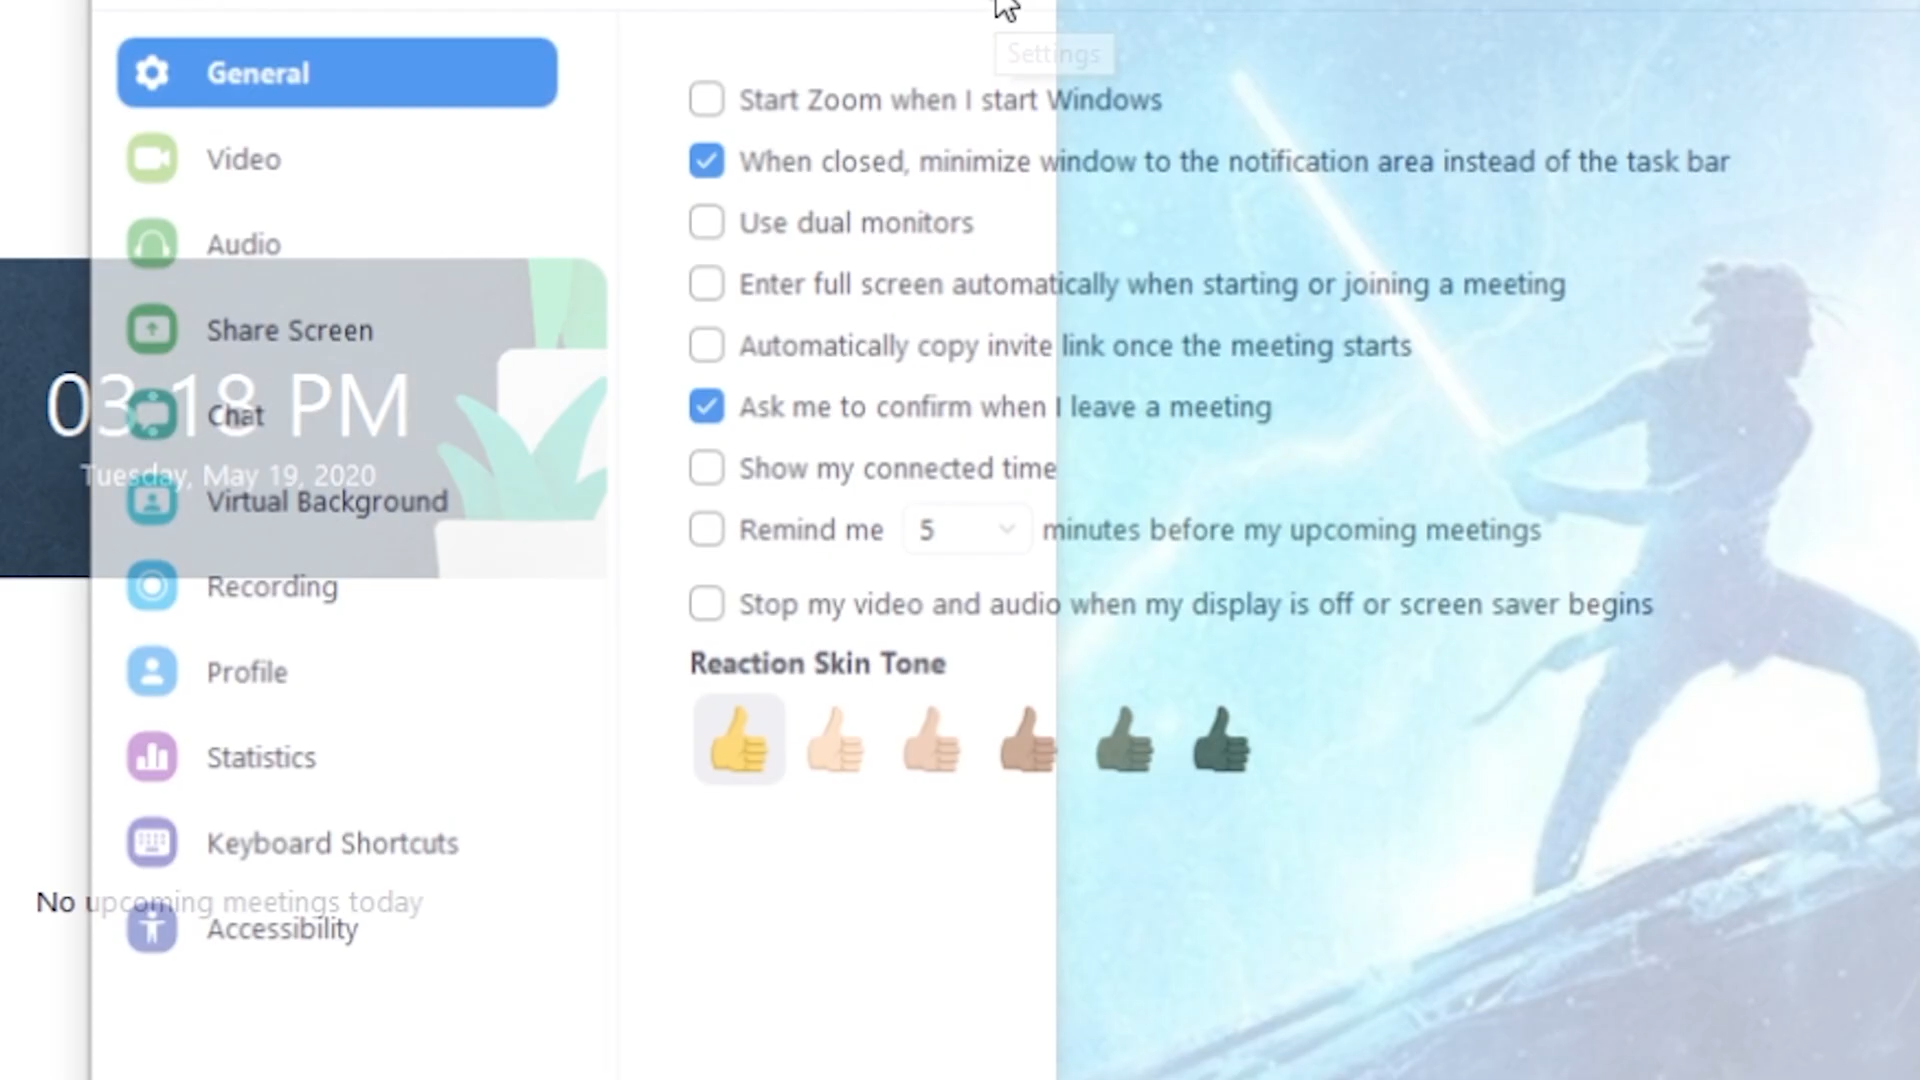 Settings
General
Video
Audio
Share Screen
Chat
Virtual Background
Recording
Profile
Statistics
Keyboard Shortcuts
Accessibility
03:18 PM
Tuesday, May 19, 2020
No upcoming meetings today
Start Zoom when I start Windows
When closed, minimize window to the notification area instead of the task bar
Use dual monitors
Enter full screen automatically when starting or joining a meeting
Automatically copy invite link once the meeting starts
Ask me to confirm when I leave a meeting
Show my connected time
Remind me 5 minutes before my upcoming meetings
Stop my video and audio when my display is off or screen saver begins
Reaction Skin Tone